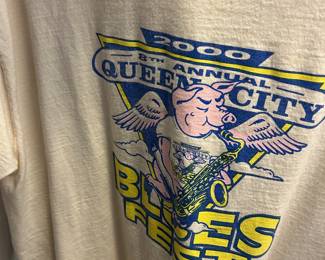 2000
8TH ANNUAL
QUEEN CITY
BLUES
FEST